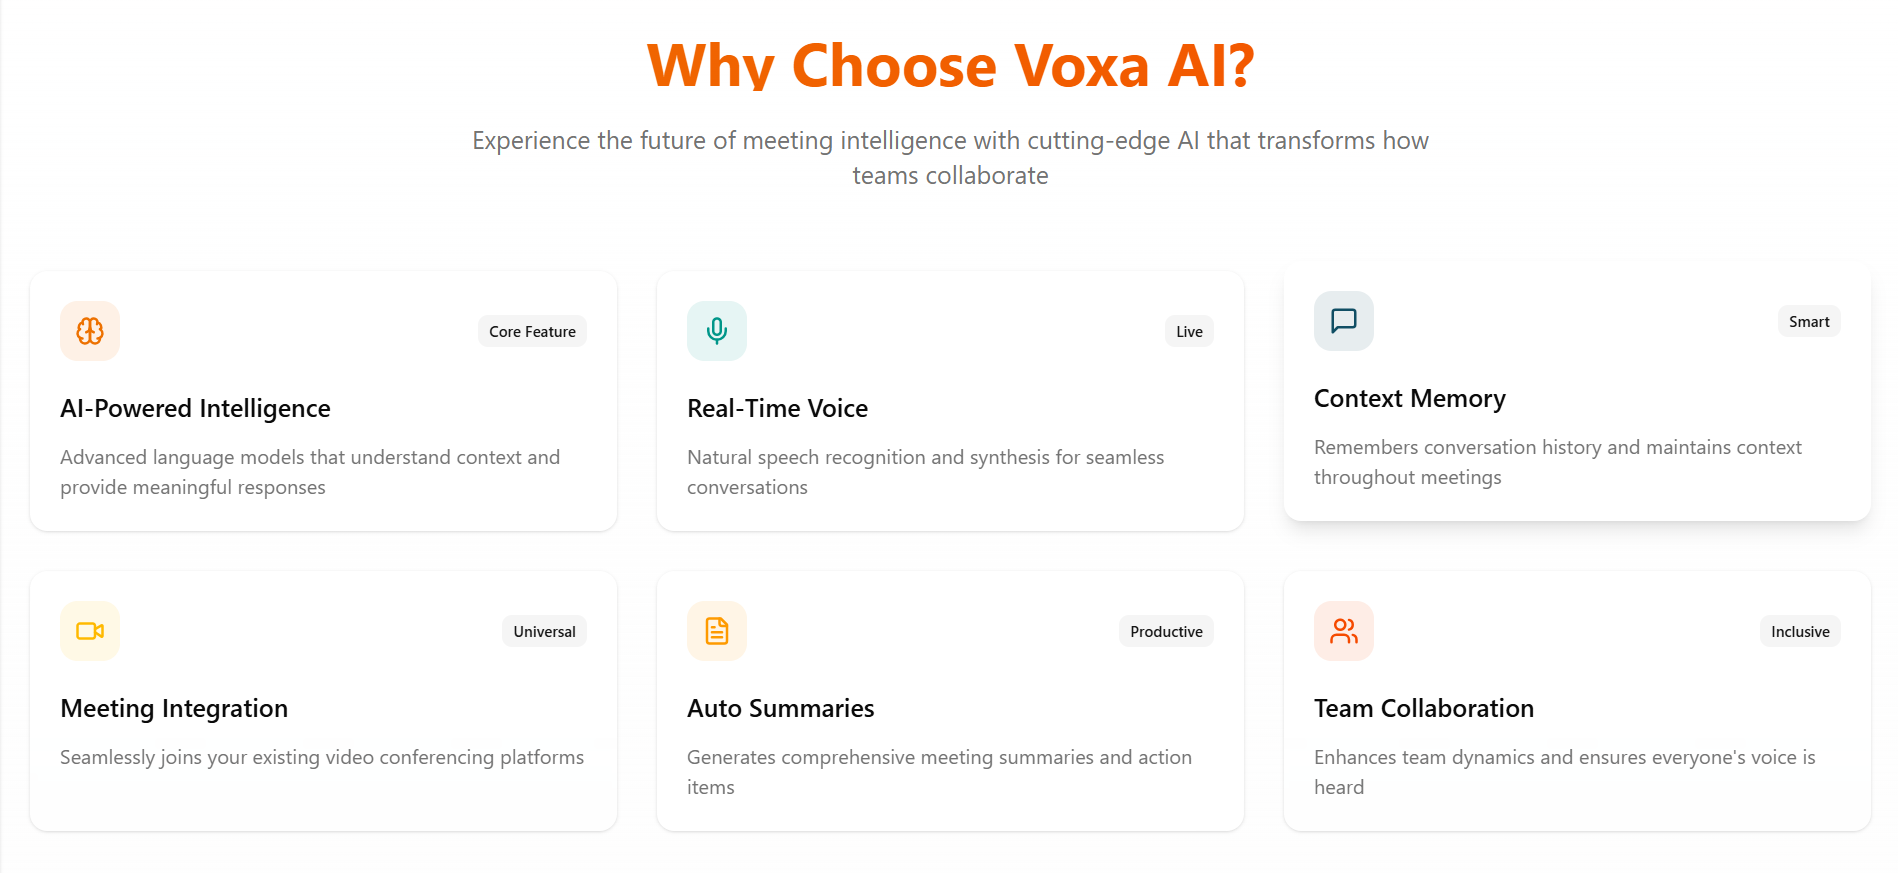 Why Choose Voxa AI?
Experience the future of meeting intelligence with cutting-edge AI that transforms how
teams collaborate
Core Feature
AI-Powered Intelligence
Advanced language models that understand context and
provide meaningful responses
Live
Real-Time Voice
Natural speech recognition and synthesis for seamless
conversations
Smart
Context Memory
Remembers conversation history and maintains context
throughout meetings
Universal
Meeting Integration
Seamlessly joins your existing video conferencing platforms
Productive
Auto Summaries
Generates comprehensive meeting summaries and action
items
Inclusive
Team Collaboration
Enhances team dynamics and ensures everyone's voice is
heard